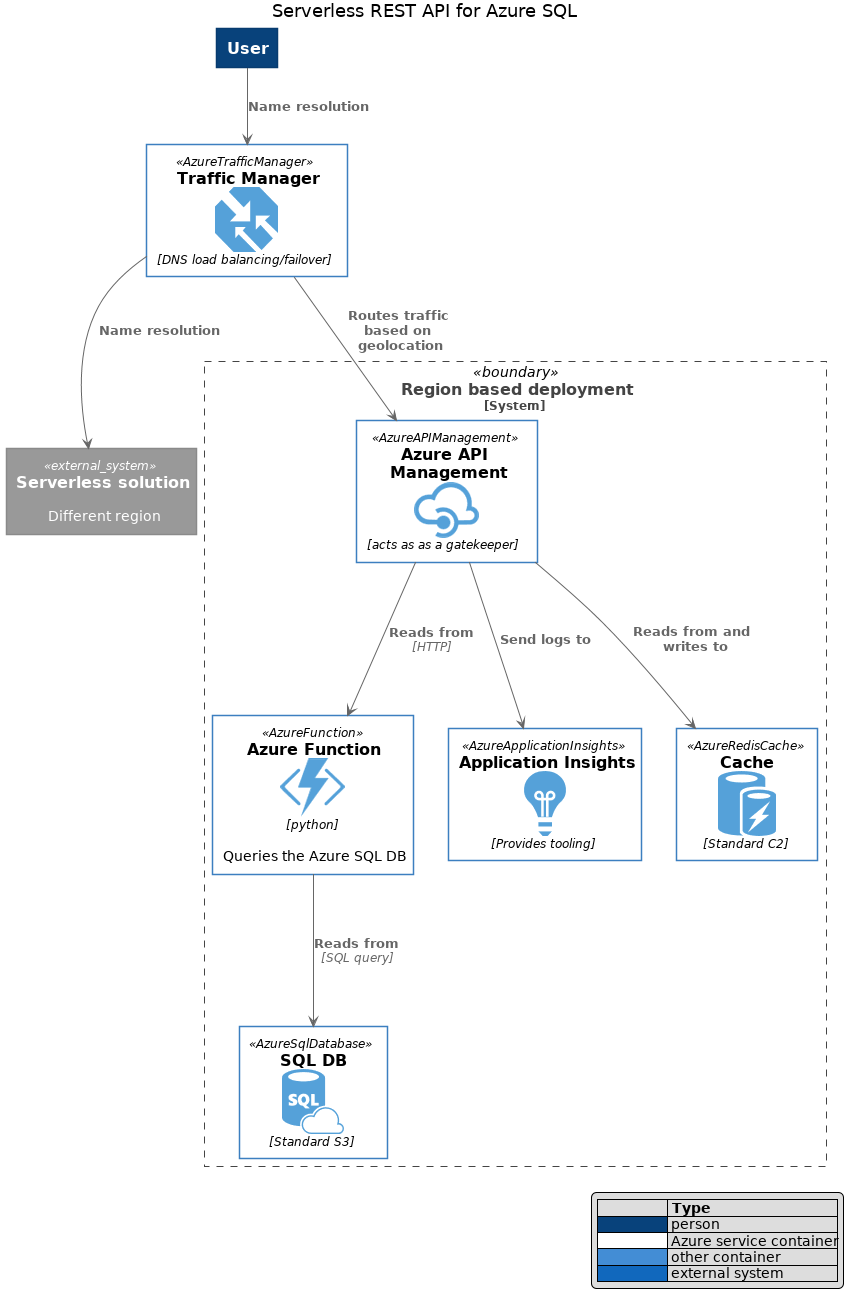 Serverless REST API for Azure SQL
User
Name resolution
«AzureTrafficManager»
Traffic Manager
[DNS load balancing/failover]
Name resolution
Routes traffic
based on
geolocation
«boundary»
Region based deployment
[System]
«external_system»
Serverless solution
Different region
«AzureAPIManagement»
Azure API
Management
[acts as as a gatekeeper]
Reads from
[HTTP]
Send logs to
Reads from and
writes to
«AzureFunction»
Azure Function
[python]
Queries the Azure SQL DB
«AzureApplicationInsights»
Application Insights
[Provides tooling]
«AzureRedisCache»
Cache
[Standard C2]
Reads from
[SQL query]
«AzureSqlDatabase»
SQL DB
SQL
[Standard S3]
Type
person
Azure service container
other container
external system